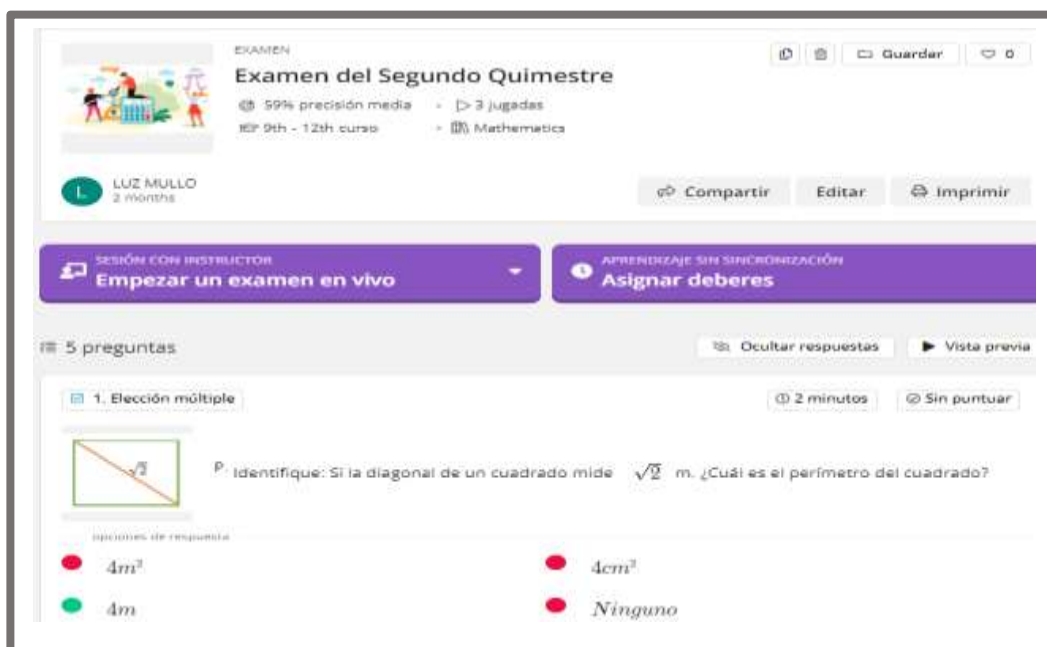 EXAMEN
Guardar
0
Examen del Segundo Quimestre
59% precisión media
3 jugadas
9th - 12th curso
Mathematics
L
LUZ MULLO
2 months
Compartir
Editar
Imprimir
SESIÓN CON INSTRUCTOR
Empezar un examen en vivo
APRENDIZAJE SIN SINCRONIZACIÓN
Asignar deberes
5 preguntas
Ocultar respuestas
Vista previa
1. Elección múltiple
2 minutos
Sin puntuar
√2
P. Identifique: Si la diagonal de un cuadrado mide √2 m. ¿Cuál es el perímetro del cuadrado?
opciones de respuesta
4m²
4cm²
4m
Ninguno